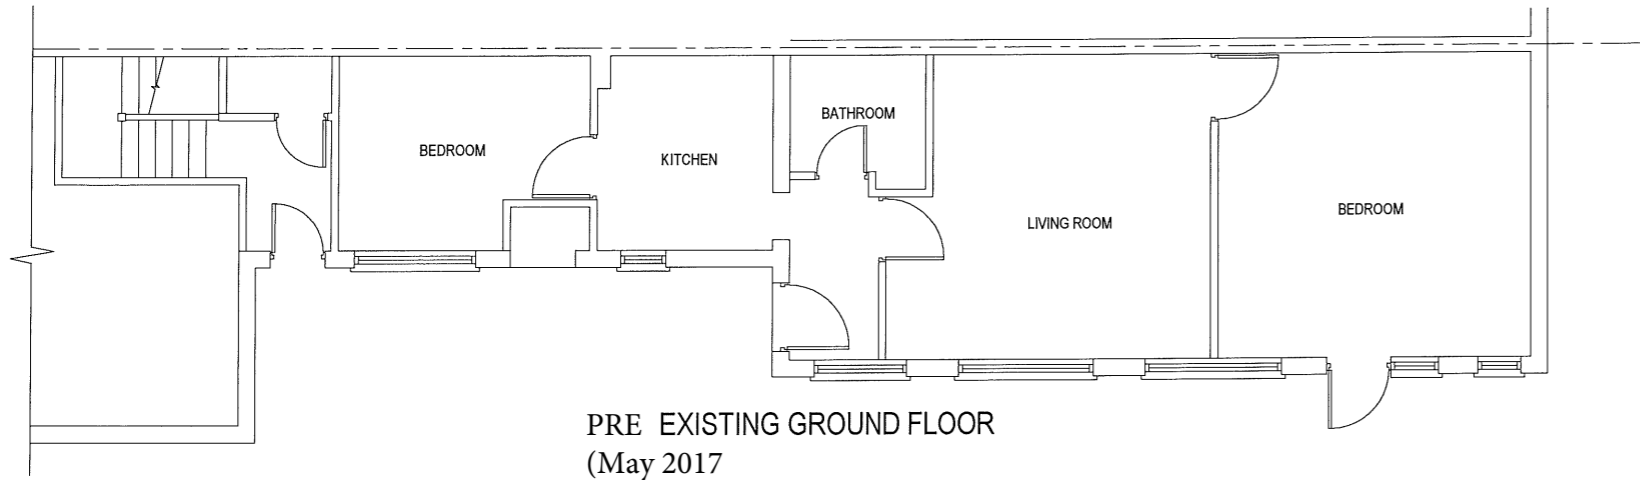 BATHROOM
BEDROOM
KITCHEN
LIVING ROOM
BEDROOM
PRE EXISTING GROUND FLOOR
(May 2017